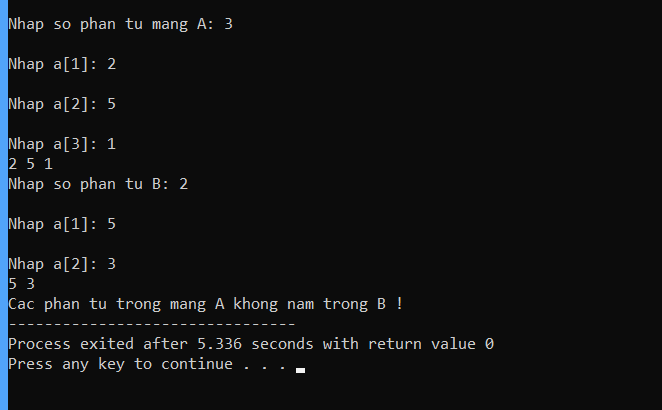 Nhap so phan tu mang A: 3
Nhap a[1]: 2
Nhap a[2]: 5
Nhap a[3]: 1
2 5 1
Nhap so phan tu B: 2
Nhap a[1]: 5
Nhap a[2]: 3
5 3
Cac phan tu trong mang A khong nam trong B !
--------------------------------
Process exited after 5.336 seconds with return value 0
Press any key to continue . . .